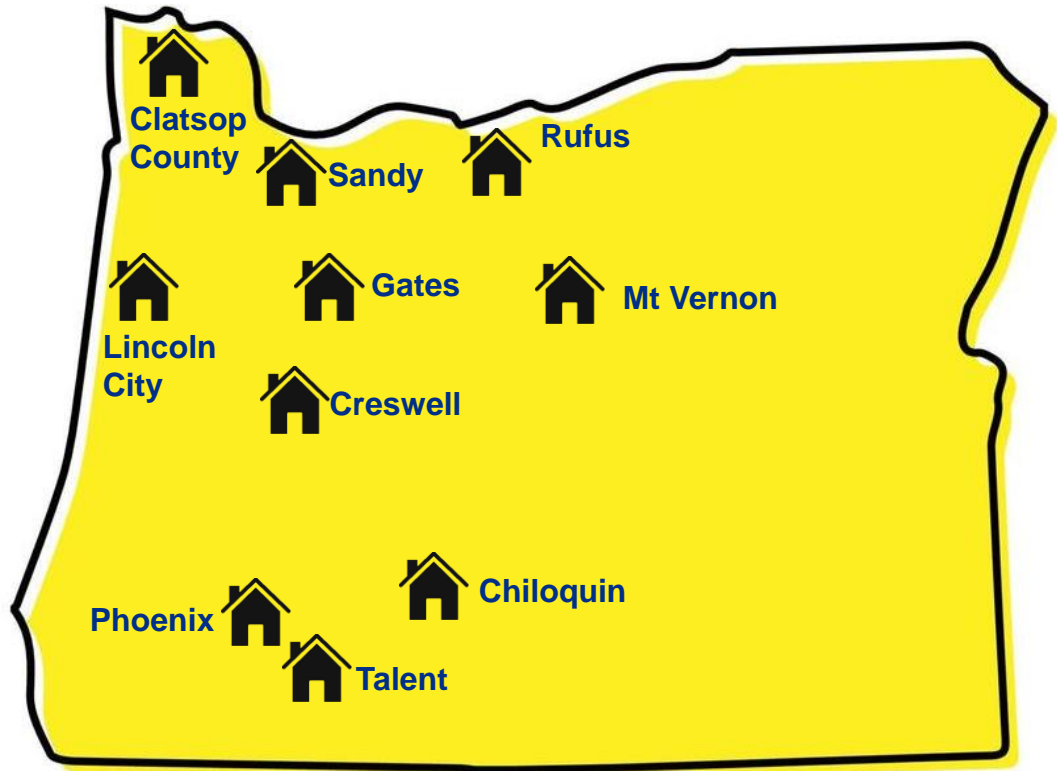 Clatsop
County
Rufus
Sandy
Gates
Mt Vernon
Lincoln
City
Creswell
Chiloquin
Phoenix
Talent